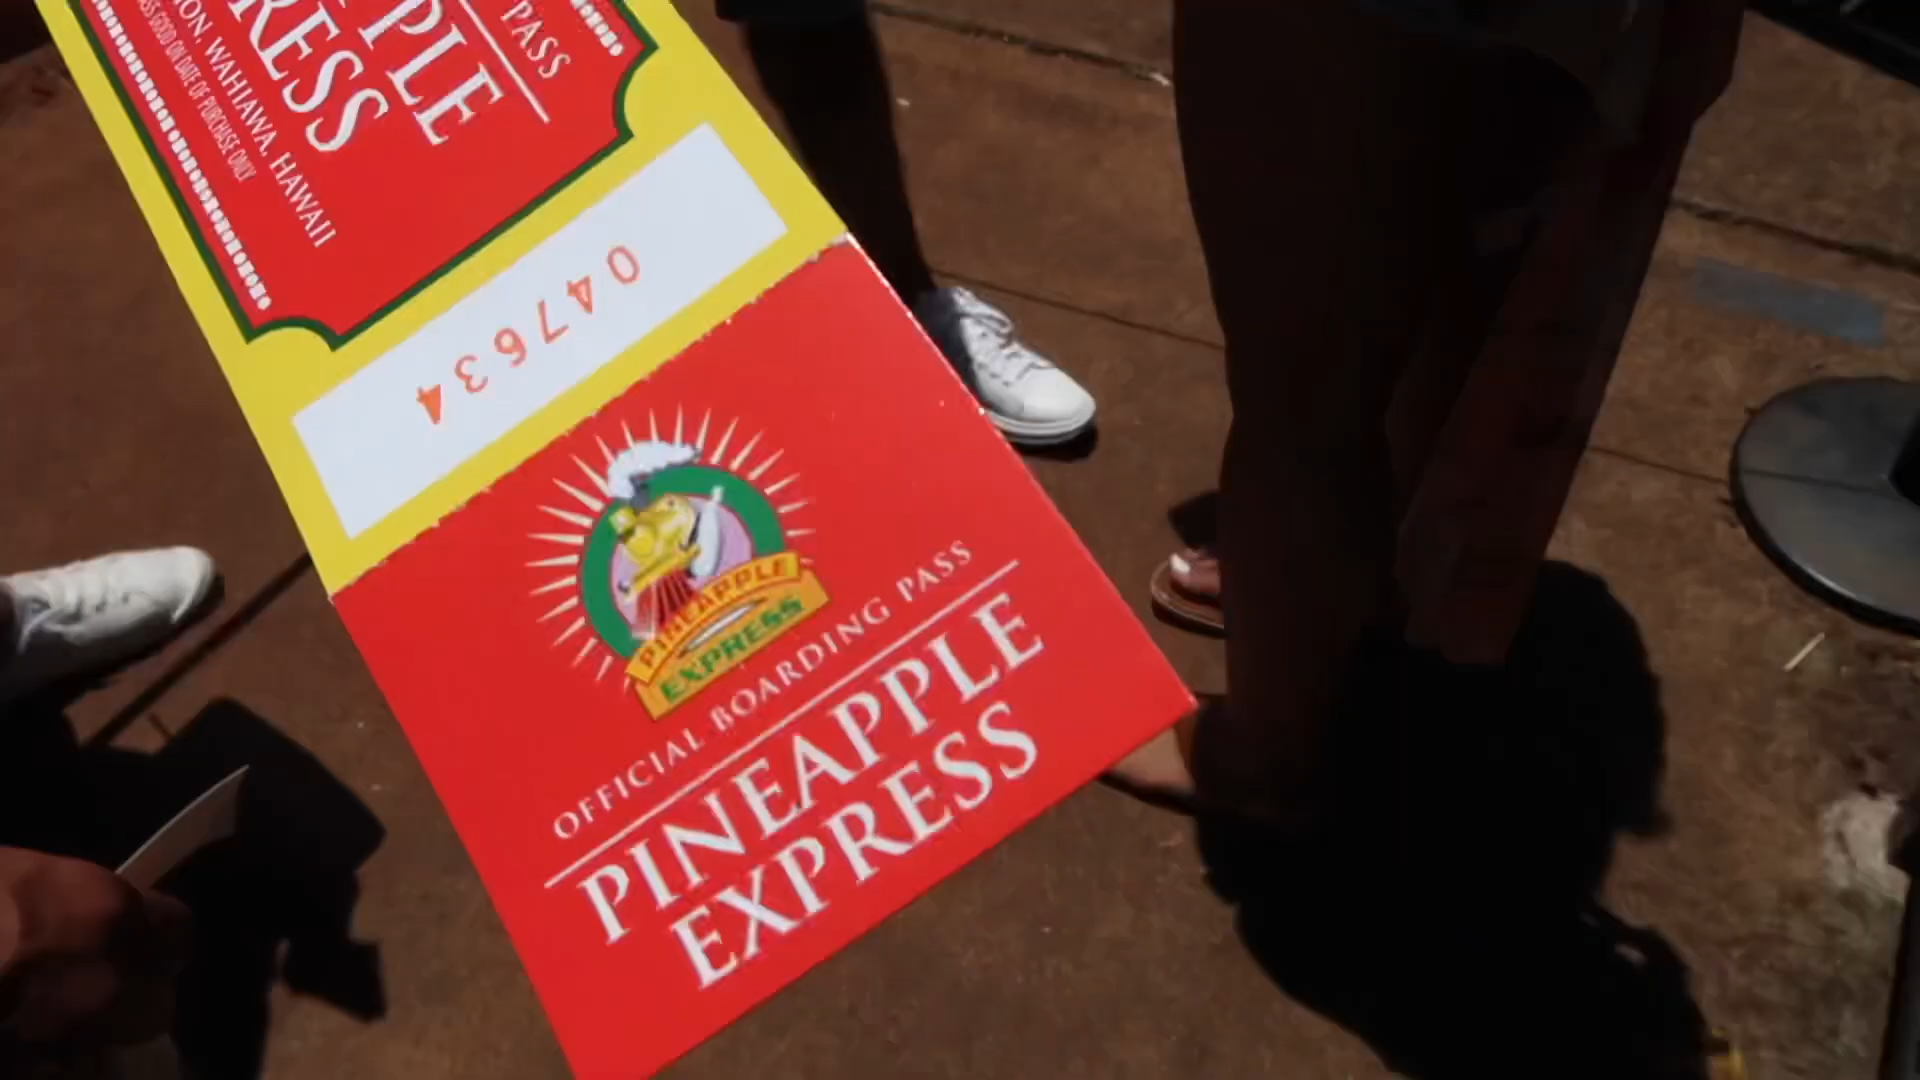 PASS
PLE
RESS
ION, WAHIAWA, HAWAII
PASS GOOD ON DATE OF PURCHASE ONLY
047634
PINEAPPLE
EXPRESS
OFFICIAL BOARDING PASS
PINEAPPLE
EXPRESS